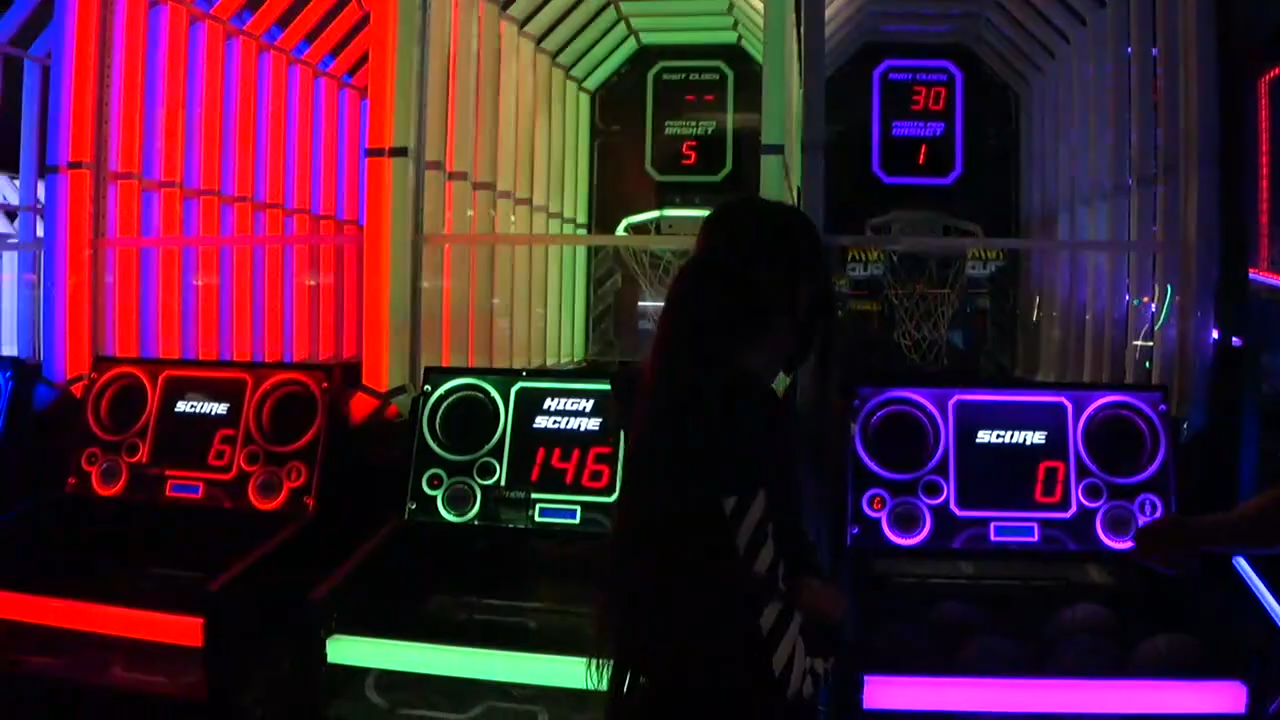 SHOT CLOCK
--
POINTS PER
BASKET
5
SHOT CLOCK
30
POINTS PER
BASKET
1
SCORE
6
HIGH
SCORE
146
SCORE
0